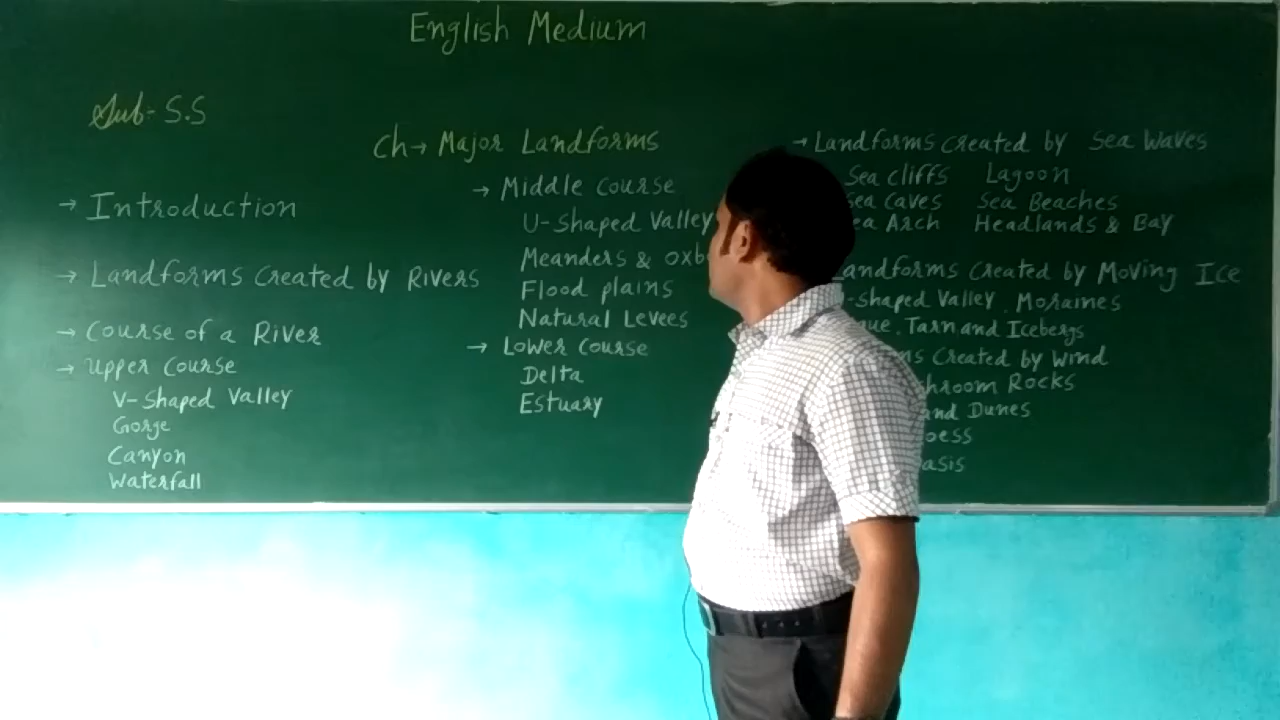 English Medium
Sub- S.S
Ch→ Major Landforms
→ Introduction
→ Landforms Created by Rivers
→ Course of a River
→ Upper Course
V-Shaped Valley
Gorge
Canyon
Waterfall
→ Middle Course
U-Shaped Valley
Meanders &
Flood plains
Natural Levees
→ Lower Course
Delta
Estuary
→ Landforms Created by Sea Waves
Sea Cliffs Lagoon
Sea Caves Sea Beaches
Arch Headlands & Bay
Landforms Created by Moving Ice
-shaped Valley, Moraines
Tarn and Icebergs
Created by Wind
Rocks
Dunes